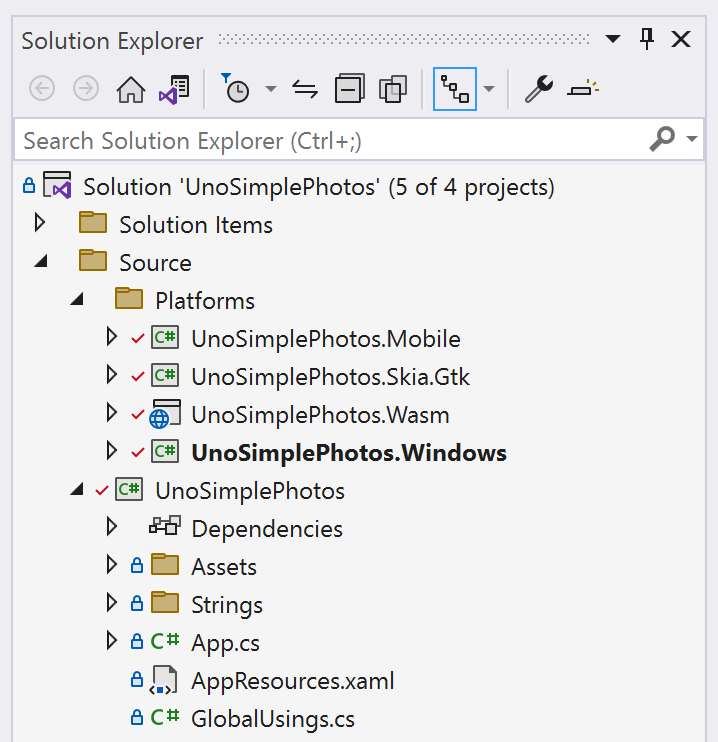 Solution Explorer
Search Solution Explorer (Ctrl+;)
Solution 'UnoSimplePhotos' (5 of 4 projects)
Solution Items
Source
Platforms
C# UnoSimplePhotos.Mobile
C# UnoSimplePhotos.Skia.Gtk
UnoSimplePhotos.Wasm
C# UnoSimplePhotos.Windows
C# UnoSimplePhotos
Dependencies
Assets
Strings
C# App.cs
AppResources.xaml
C# GlobalUsings.cs